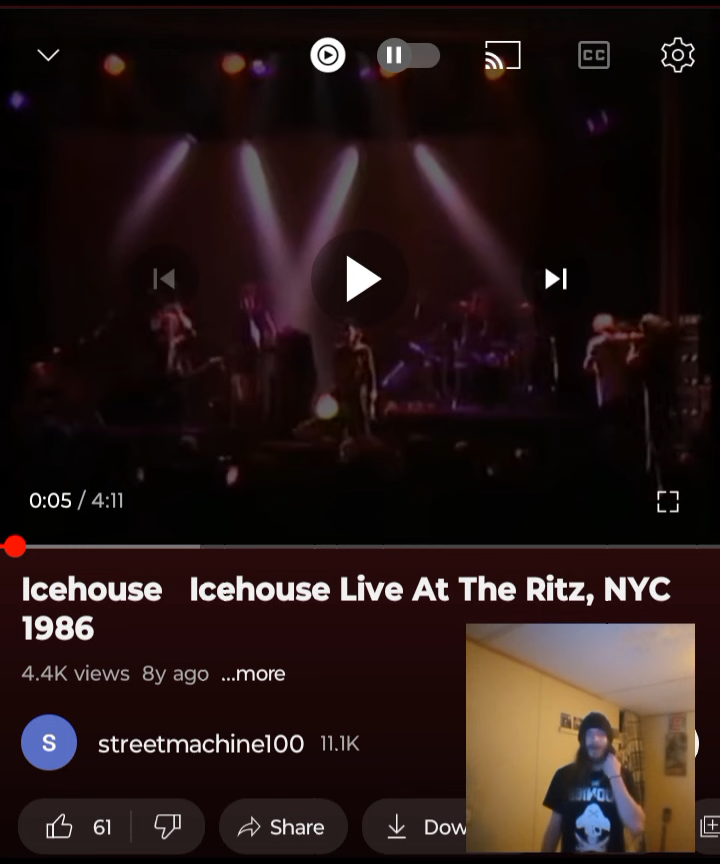 CC
0:05 / 4:11
Icehouse Icehouse Live At The Ritz, NYC
1986
4.4K views 8y ago ...more
S streetmachine100 11.1K
61 Share Dow